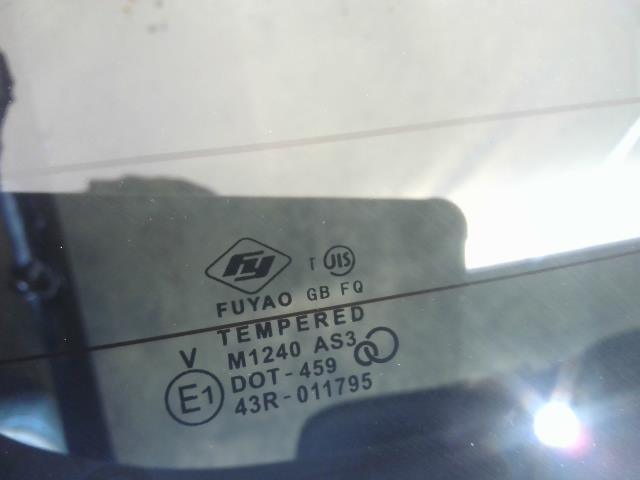 fy T JIS
FUYAO GB FQ
TEMPERED
V M1240 AS3
E1 DOT-459
43R-011795